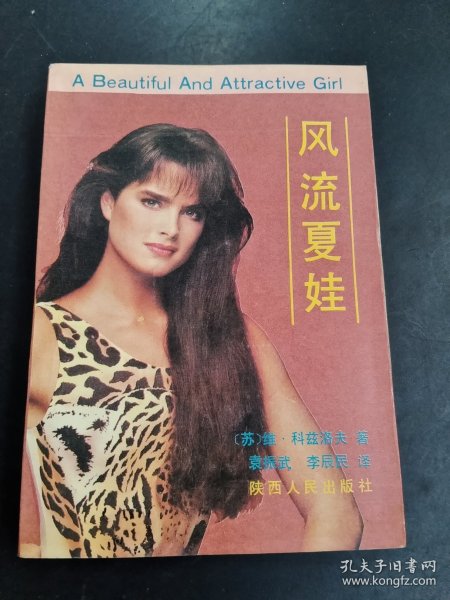 A Beautiful And Attractive Girl
风流夏娃
〔苏〕维·科兹洛夫 著
袁振武 李辰民 译
陕西人民出版社
孔夫子旧书网
www.kongfz.com